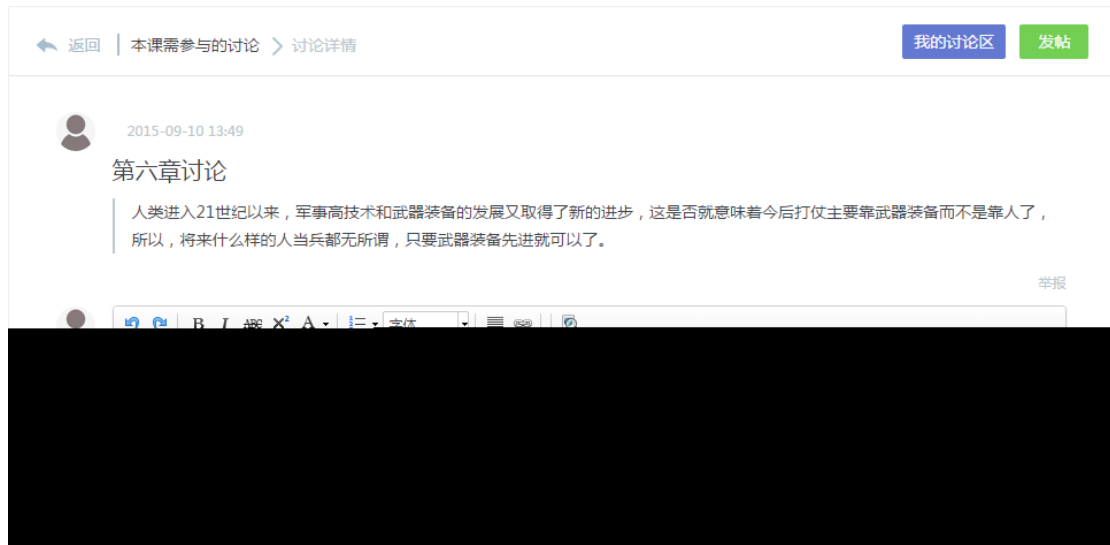 返回 本课需参与的讨论 > 讨论详情 我的讨论区 发帖
2015-09-10 13:49
第六章讨论
人类进入21世纪以来，军事高技术和武器装备的发展又取得了新的进步，这是否就意味着今后打仗主要靠武器装备而不是靠人了，
所以，将来什么样的人当兵都无所谓，只要武器装备先进就可以了。
举报
B I ABC X² A 字体